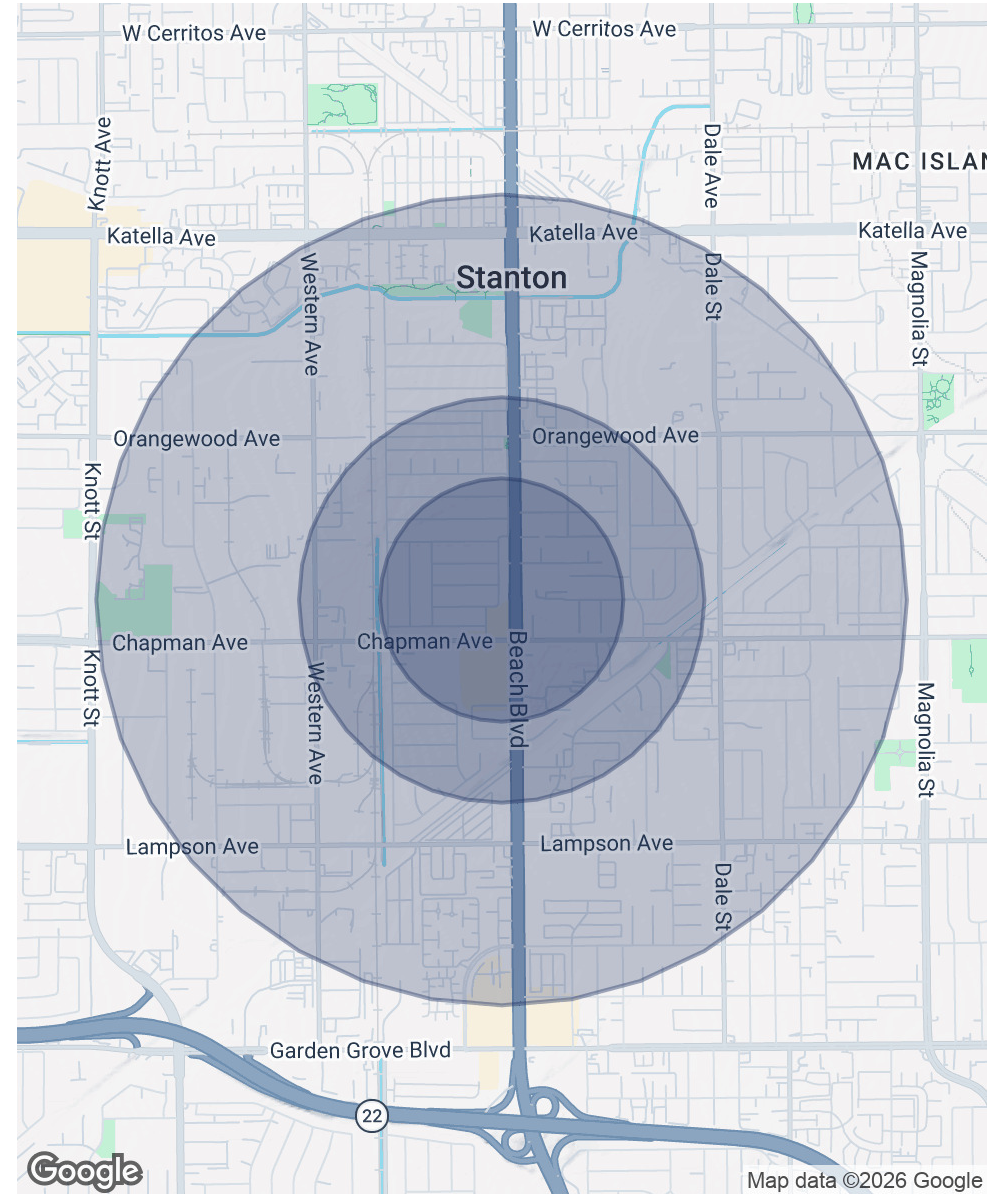 W Cerritos Ave
W Cerritos Ave
Knott Ave
Dale Ave
MAC ISLAN
Katella Ave
Katella Ave
Katella Ave
Western Ave
Stanton
Dale St
Magnolia St
Orangewood Ave
Orangewood Ave
Knott St
Chapman Ave
Chapman Ave
Beach Blvd
Knott St
Western Ave
Magnolia St
Lampson Ave
Lampson Ave
Dale St
Garden Grove Blvd
22
Google
Map data ©2026 Google